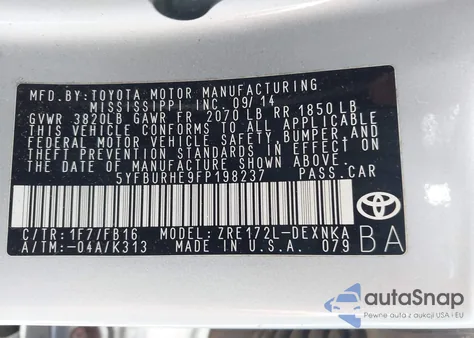 MFD.BY:TOYOTA MOTOR MANUFACTURING
MISSISSIPPI INC. 09/14
GVWR 3820LB GAWR FR 2070 LB RR 1850 LB
THIS VEHICLE CONFORMS TO ALL APPLICABLE
FEDERAL MOTOR VEHICLE SAFETY, BUMPER, AND
THEFT PREVENTION STANDARDS IN EFFECT ON
THE DATE OF MANUFACTURE SHOWN ABOVE.
5YFBURHE9FP198237 PASS.CAR
TOYOTA
C/TR:1F7/FB16 MODEL:ZRE172L-DEXNKA
A/TM:-04A/K313 MADE IN U.S.A. 079
BA
autoSnap
Pewne auta z aukcji USA i EU